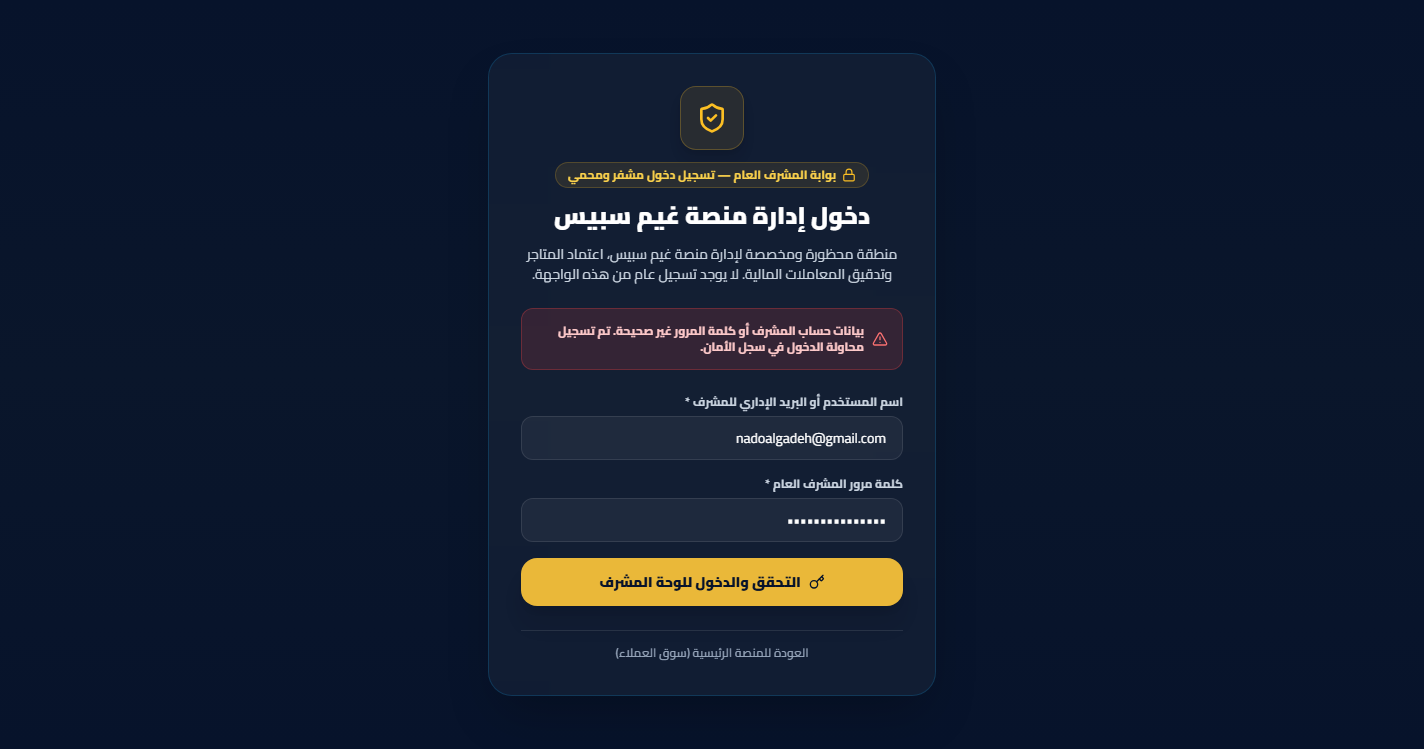 بوابة المشرف العام — تسجيل دخول مشفر ومحمي
دخول إدارة منصة غيم سبيس
منطقة محظورة ومخصصة لإدارة منصة غيم سبيس، اعتماد المتاجر
وتدقيق المعاملات المالية. لا يوجد تسجيل عام من هذه الواجهة.
بيانات حساب المشرف أو كلمة المرور غير صحيحة. تم تسجيل
محاولة الدخول في سجل الأمان.
اسم المستخدم أو البريد الإداري للمشرف *
nadoalgadeh@gmail.com
كلمة مرور المشرف العام *
•••••••••••••••
التحقق والدخول للوحة المشرف
العودة للمنصة الرئيسية (سوق العملاء)